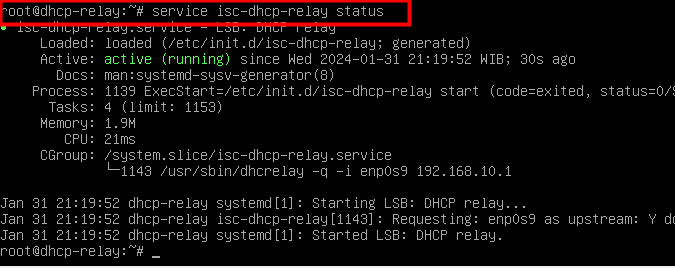 root@dhcp-relay:~# service isc-dhcp-relay status
● isc-dhcp-relay.service - LSB: DHCP relay
Loaded: loaded (/etc/init.d/isc-dhcp-relay; generated)
Active: active (running) since Wed 2024-01-31 21:19:52 WIB; 30s ago
Docs: man:systemd-sysv-generator(8)
Process: 1139 ExecStart=/etc/init.d/isc-dhcp-relay start (code=exited, status=0/S
Tasks: 4 (limit: 1153)
Memory: 1.9M
CPU: 21ms
CGroup: /system.slice/isc-dhcp-relay.service
└─1143 /usr/sbin/dhcrelay -q -i enp0s9 192.168.10.1
Jan 31 21:19:52 dhcp-relay systemd[1]: Starting LSB: DHCP relay...
Jan 31 21:19:52 dhcp-relay isc-dhcp-relay[1143]: Requesting: enp0s9 as upstream: Y do
Jan 31 21:19:52 dhcp-relay systemd[1]: Started LSB: DHCP relay.
root@dhcp-relay:~# _